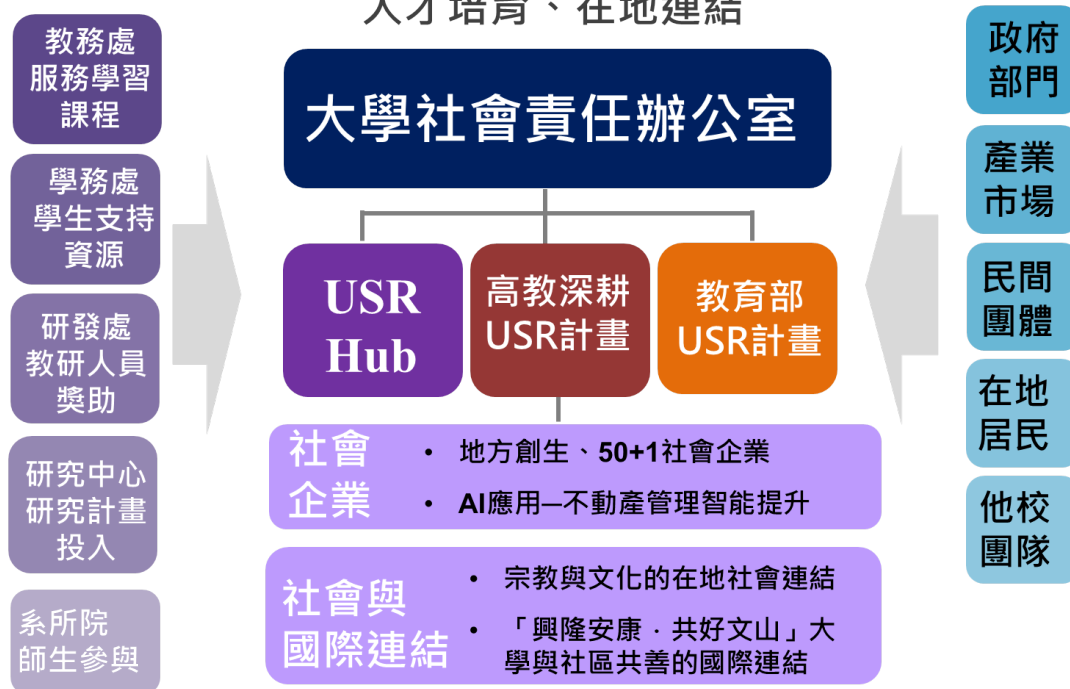 人才培育、在地連結
教務處
服務學習
課程
學務處
學生支持
資源
研發處
教研人員
獎助
研究中心
研究計畫
投入
系所院
師生參與
大學社會責任辦公室
USR
Hub
高教深耕
USR計畫
教育部
USR計畫
社會
企業
• 地方創生、50+1社會企業
• AI應用—不動產管理智能提升
社會與
國際連結
• 宗教與文化的在地社會連結
• 「興隆安康．共好文山」大
學與社區共善的國際連結
政府
部門
產業
市場
民間
團體
在地
居民
他校
團隊